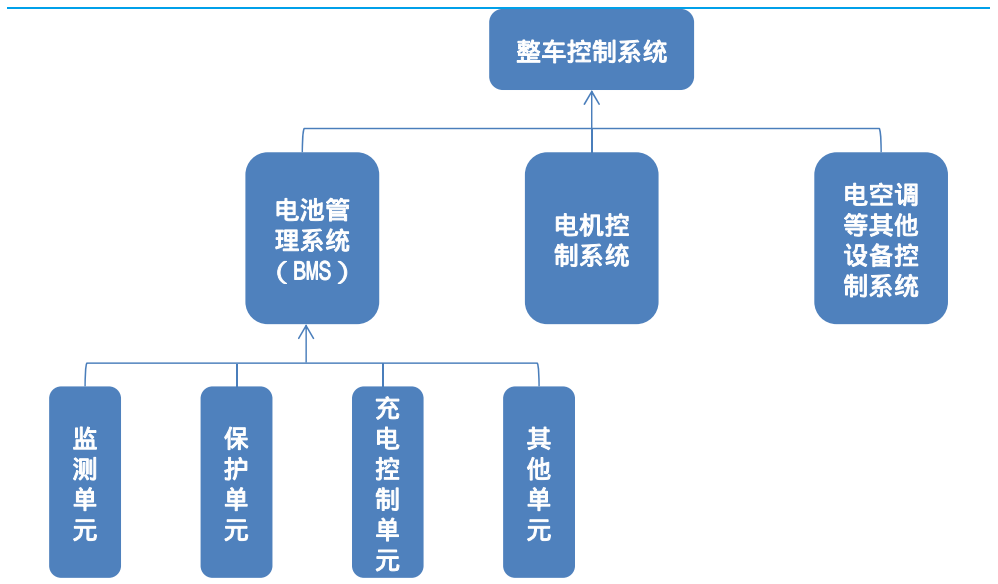 整车控制系统
电池管
理系统
（BMS）
电机控
制系统
电空调
等其他
设备控
制系统
监
测
单
元
保
护
单
元
充
电
控
制
单
元
其
他
单
元